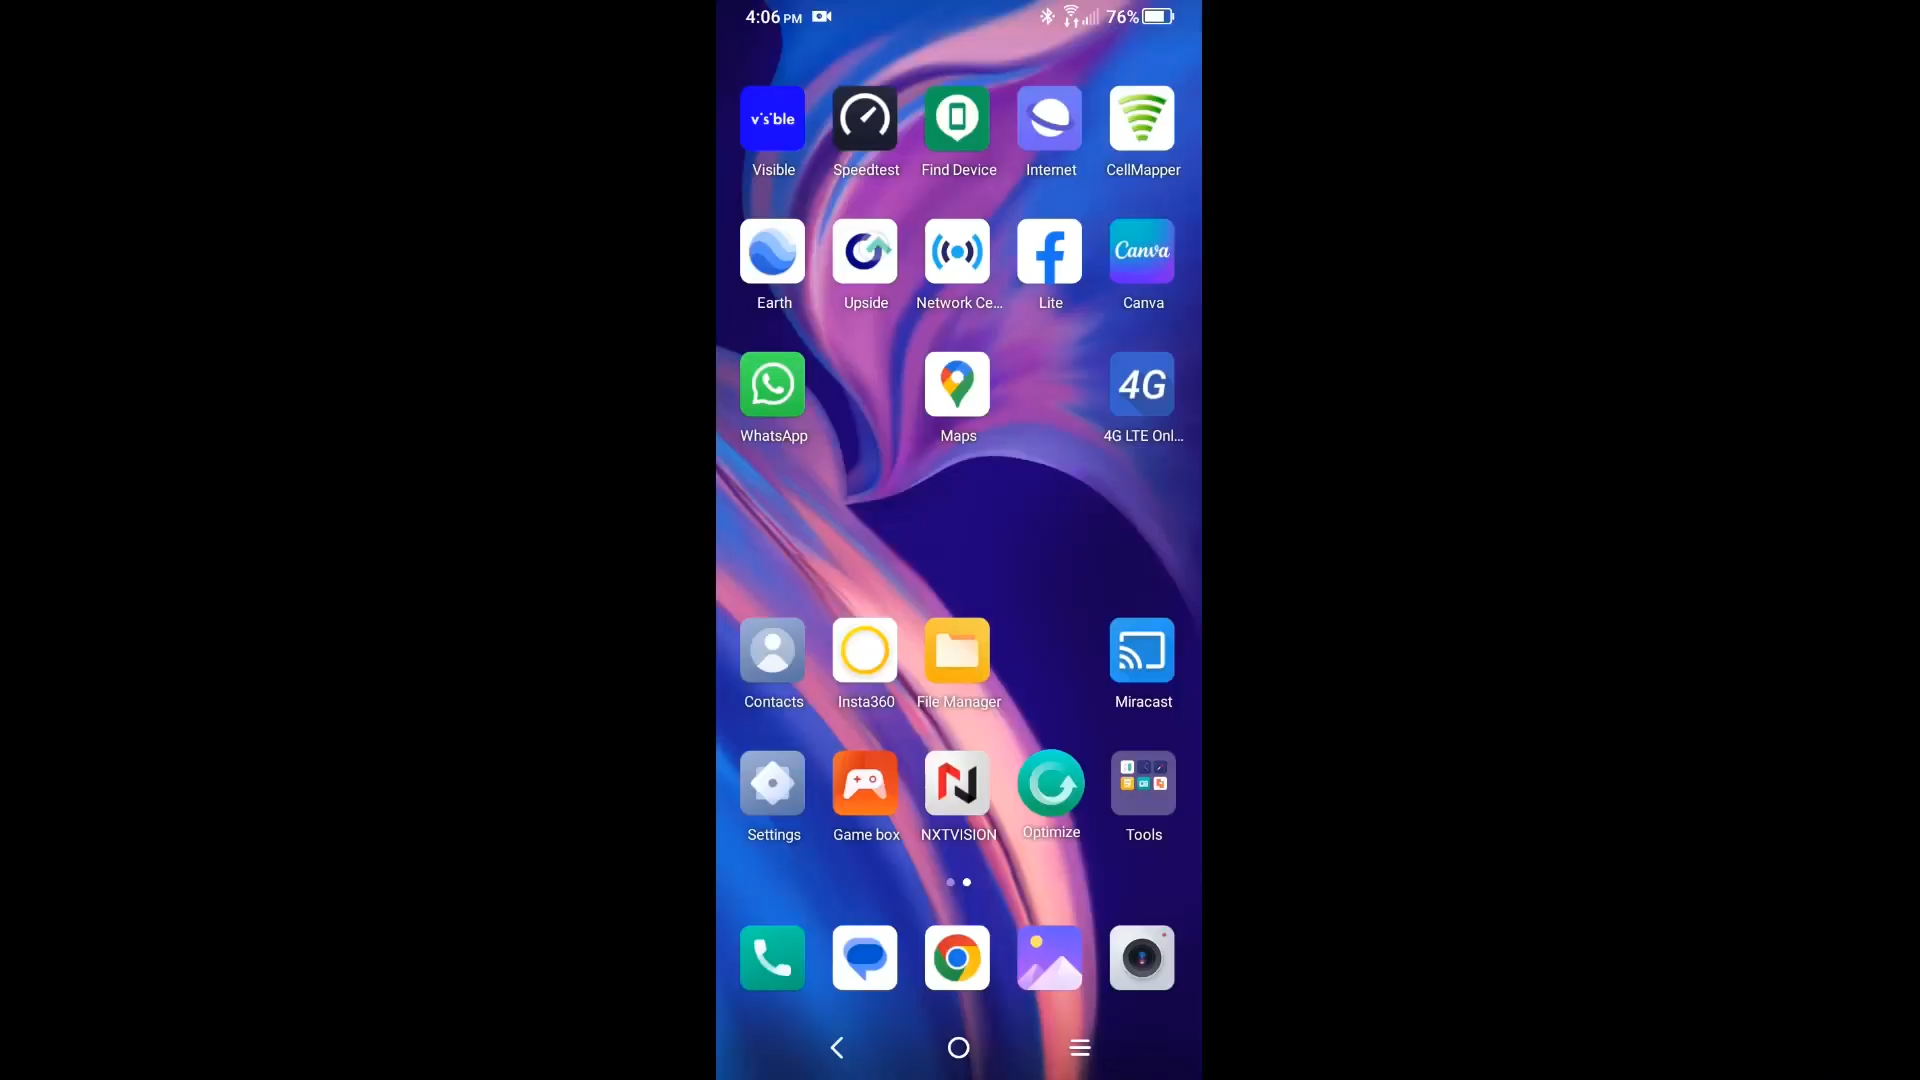 4:06 PM 76%
visible
Visible Speedtest Find Device Internet CellMapper
Canva
Earth Upside Network Ce... Lite Canva
4G
WhatsApp Maps 4G LTE Onl...
Contacts Insta360 File Manager Miracast
Settings Game box NXTVISION Optimize Tools